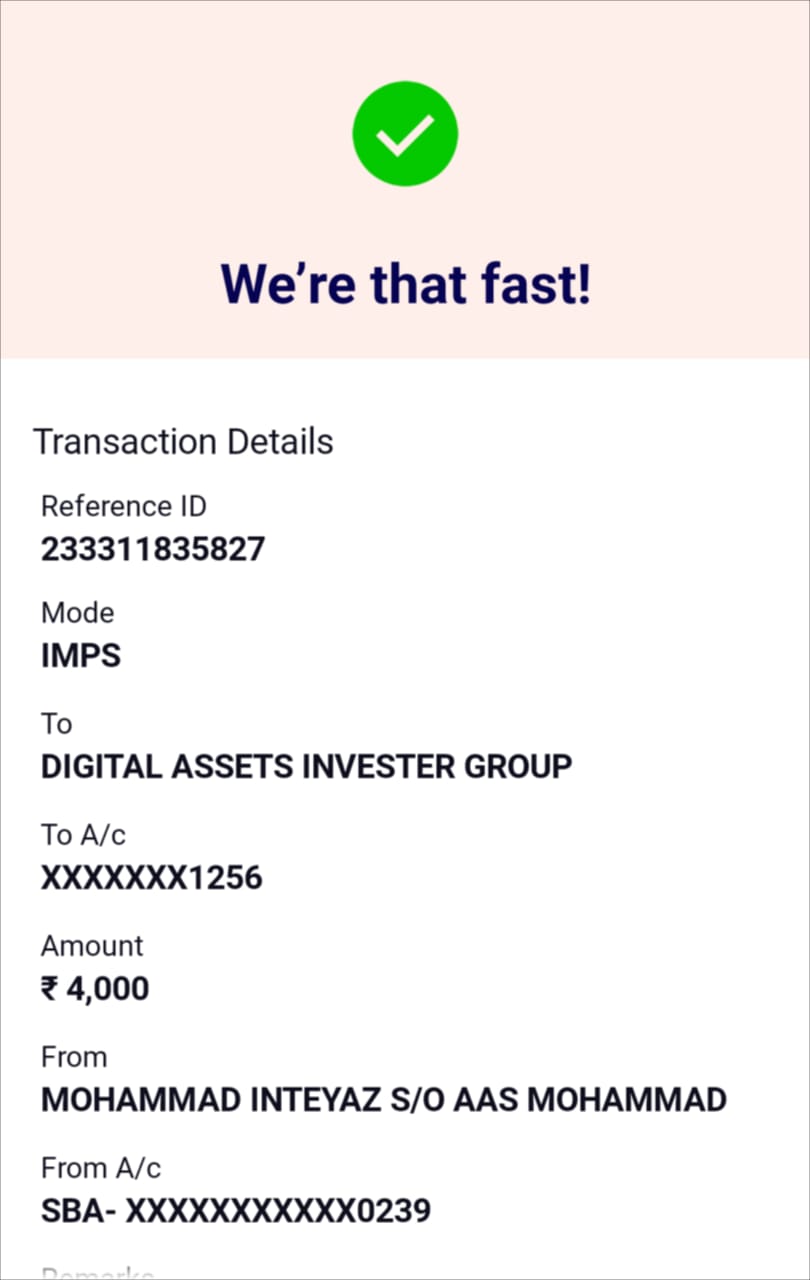 We’re that fast!
Transaction Details
Reference ID
233311835827
Mode
IMPS
To
DIGITAL ASSETS INVESTER GROUP
To A/c
XXXXXXX1256
Amount
₹ 4,000
From
MOHAMMAD INTEYAZ S/O AAS MOHAMMAD
From A/c
SBA- XXXXXXXXXXX0239
Remarks